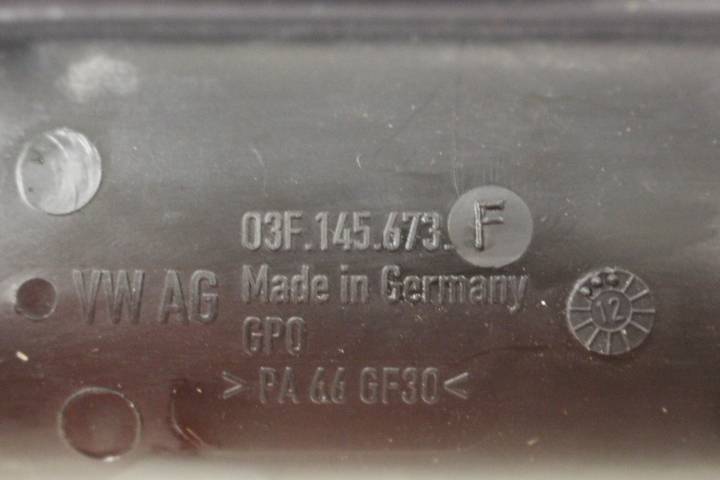 03F.145.673.F
VW AG Made in Germany
GPO
>PA 66 GF30<
12